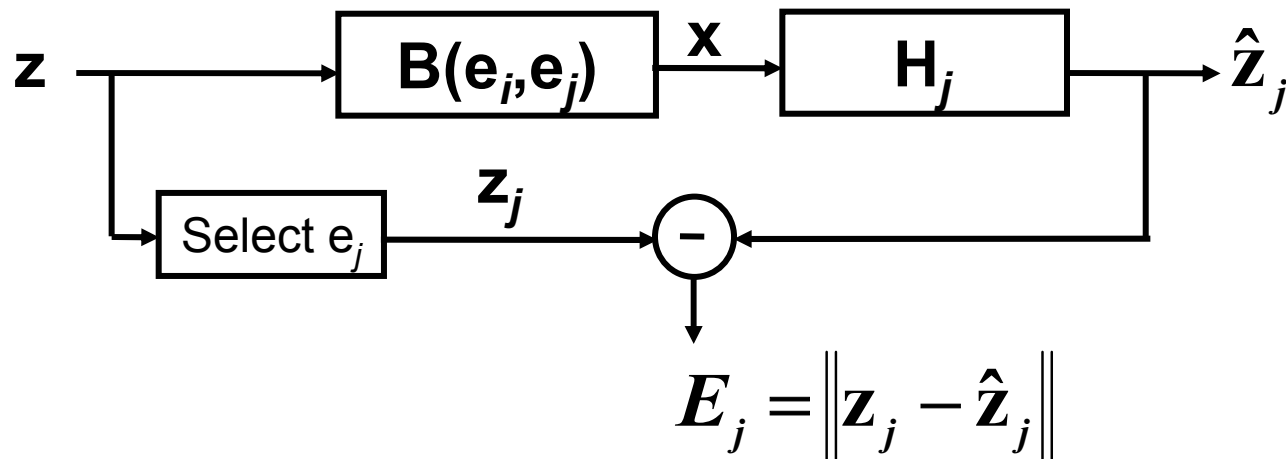 z
B(e_i,e_j)
x
H_j
ẑ_j
Select e_j
z_j
-
E_j = ‖z_j − ẑ_j‖